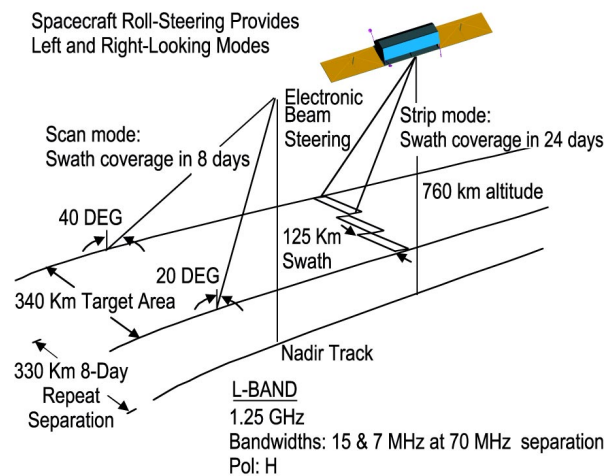 Spacecraft Roll-Steering Provides
Left and Right-Looking Modes
Electronic
Beam
Steering
Strip mode:
Swath coverage in 24 days
Scan mode:
Swath coverage in 8 days
760 km altitude
40 DEG
125 Km
Swath
20 DEG
340 Km Target Area
Nadir Track
330 Km 8-Day
Repeat
Separation
L-BAND
1.25 GHz
Bandwidths: 15 & 7 MHz at 70 MHz separation
Pol: H